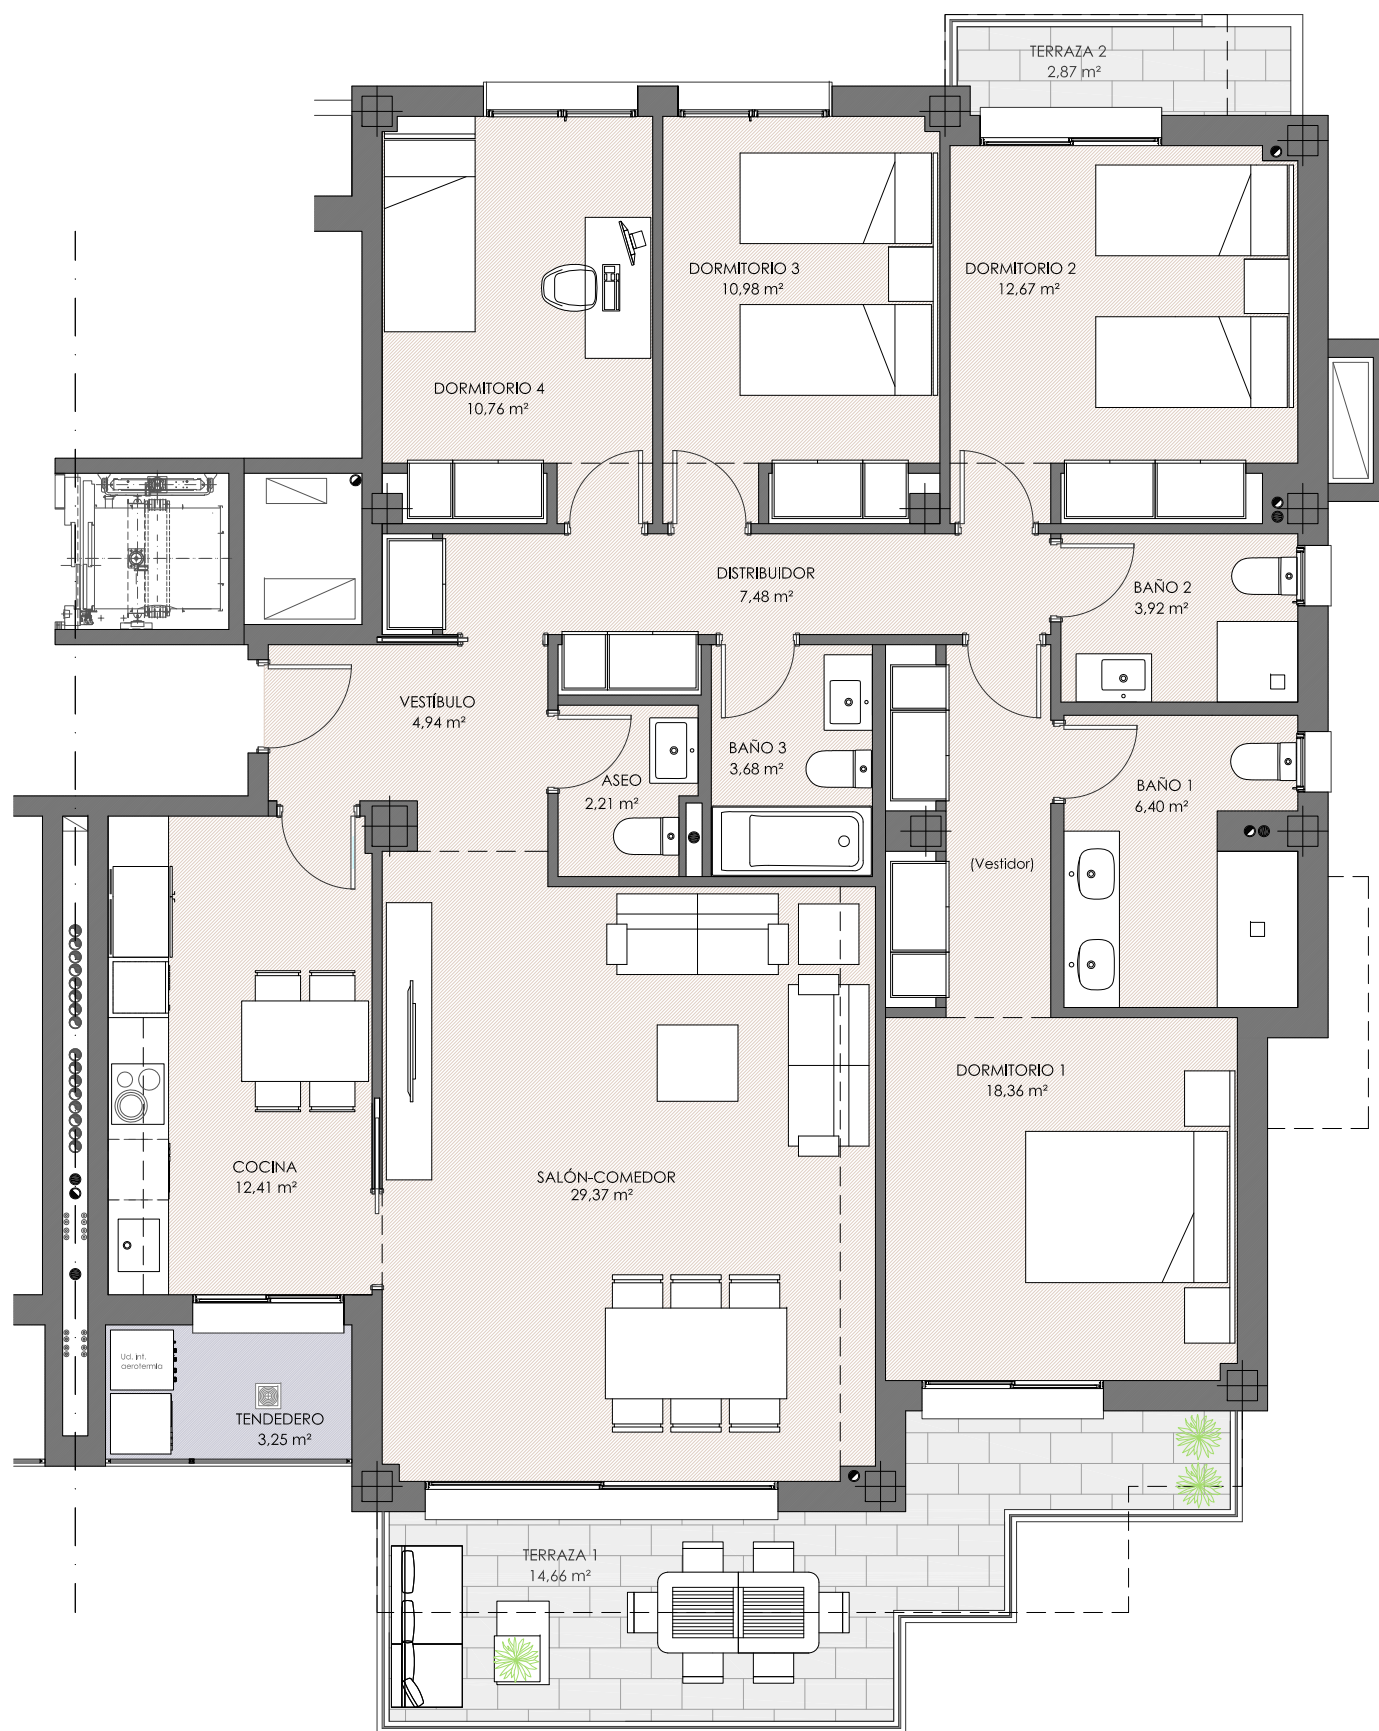 TERRAZA 2
2,87 m²
DORMITORIO 3
10,98 m²
DORMITORIO 2
12,67 m²
DORMITORIO 4
10,76 m²
DISTRIBUIDOR
7,48 m²
BAÑO 2
3,92 m²
VESTÍBULO
4,94 m²
BAÑO 3
3,68 m²
ASEO
2,21 m²
BAÑO 1
6,40 m²
(Vestidor)
DORMITORIO 1
18,36 m²
COCINA
12,41 m²
SALÓN-COMEDOR
29,37 m²
Ud. int.
aerotermia
TENDEDERO
3,25 m²
TERRAZA 1
14,66 m²